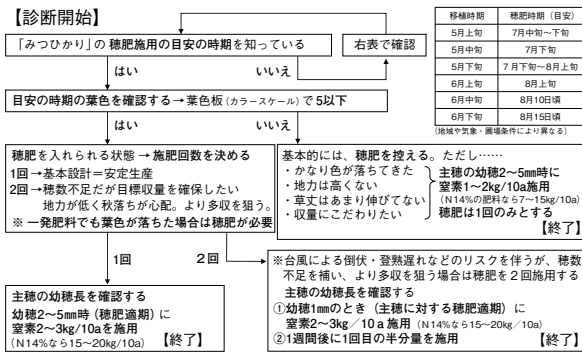 【診断開始】
「みつひかり」の穂肥施用の目安の時期を知っている
右表で確認
はい
いいえ
移植時期 穂肥時期（目安）
5月上旬 7月中旬〜下旬
5月中旬 7月下旬
5月下旬 7月下旬〜8月上旬
6月上旬 8月上旬
6月中旬 8月10日頃
6月下旬 8月15日頃
(地域や気象・圃場条件により異なる)
目安の時期の葉色を確認する→葉色板（カラースケール）で5以下
はい
いいえ
穂肥を入れられる状態→施肥回数を決める
1回→基本設計＝安定生産
2回→穂数不足だが目標収量を確保したい
地力が低く秋落ちが心配。より多収を狙う。
※ 一発肥料でも葉色が落ちた場合は穂肥が必要
基本的には、穂肥を控える。ただし……
・かなり色が落ちてきた
・地力は高くない
・草丈はあまり伸びてない
・収量にこだわりたい
主穂の幼穂2〜5㎜時に
窒素1〜2kg/10a施用
（N14%の肥料なら7〜15kg/10a）
穂肥は1回のみとする
【終了】
1回
2回
主穂の幼穂長を確認する
幼穂2〜5㎜時（穂肥適期）に
窒素2〜3kg/10aを施用
（N14%なら15〜20kg/10a）
【終了】
※台風による倒伏・登熟遅れなどのリスクを伴うが、穂数
不足を補い、より多収を狙う場合は穂肥を2回施用する
主穂の幼穂長を確認する
①幼穂1㎜のとき（主穂に対する穂肥適期）に
窒素2〜3kg／10a施用（N14%なら15〜20kg／10a）
②1週間後に1回目の半分量を施用
【終了】